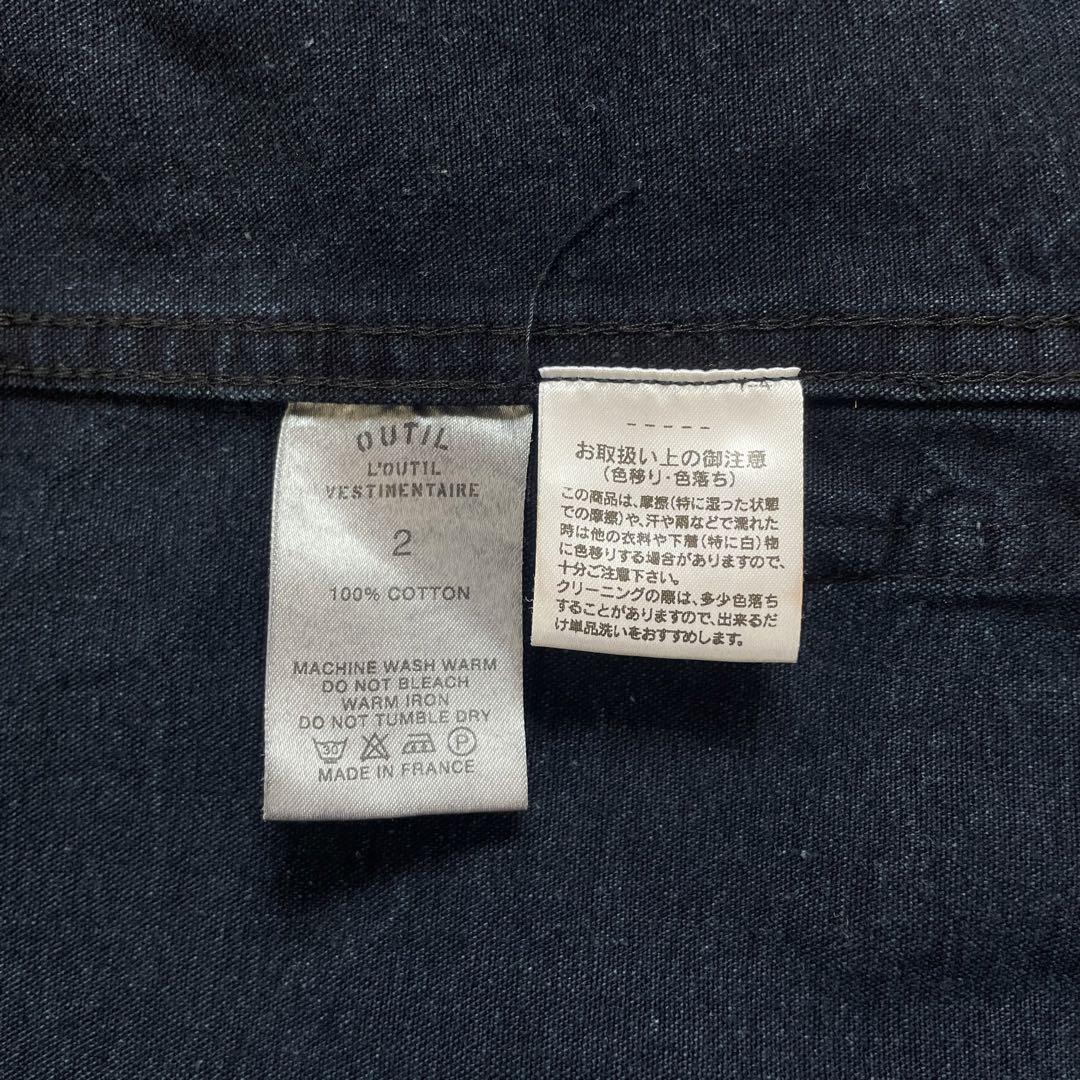 OUTIL
L'OUTIL
VESTIMENTAIRE
2
100% COTTON
MACHINE WASH WARM
DO NOT BLEACH
WARM IRON
DO NOT TUMBLE DRY
30 P
MADE IN FRANCE
-----
お取扱い上の御注意
(色移り・色落ち)
この商品は、摩擦(特に湿った状態
での摩擦)や、汗や雨などで濡れた
時は他の衣料や下着(特に白)物
に色移りする場合がありますので、
十分ご注意下さい。
クリーニングの際は、多少色落ち
することがありますので、出来るだ
け単品洗いをおすすめします。